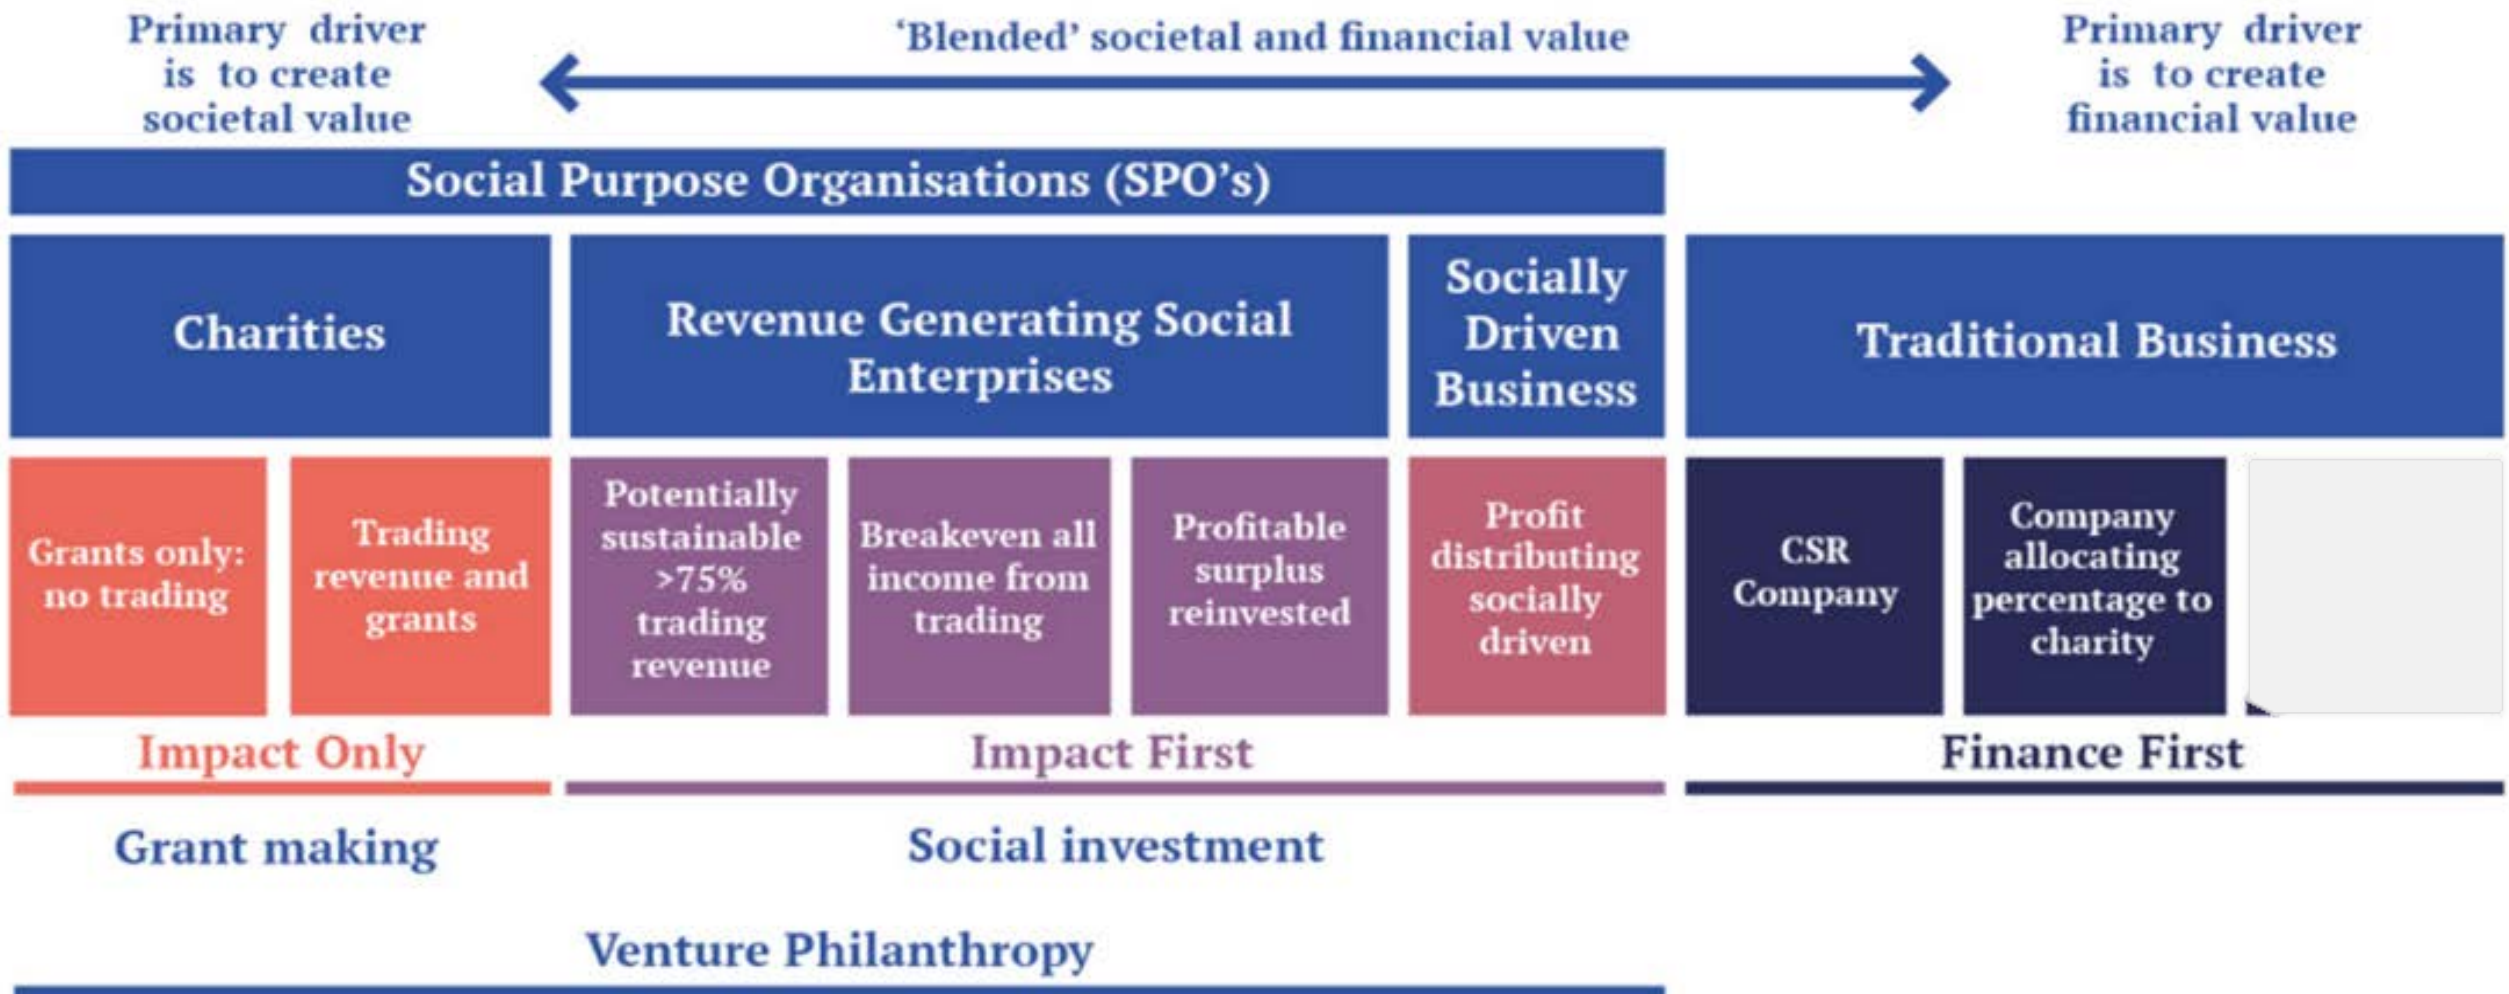 Primary driver
is to create
societal value
‘Blended’ societal and financial value
Primary driver
is to create
financial value
Social Purpose Organisations (SPO’s)
Charities
Revenue Generating Social
Enterprises
Socially
Driven
Business
Traditional Business
Grants only:
no trading
Trading
revenue and
grants
Potentially
sustainable
>75%
trading
revenue
Breakeven all
income from
trading
Profitable
surplus
reinvested
Profit
distributing
socially
driven
CSR
Company
Company
allocating
percentage to
charity
Impact Only
Impact First
Finance First
Grant making
Social investment
Venture Philanthropy